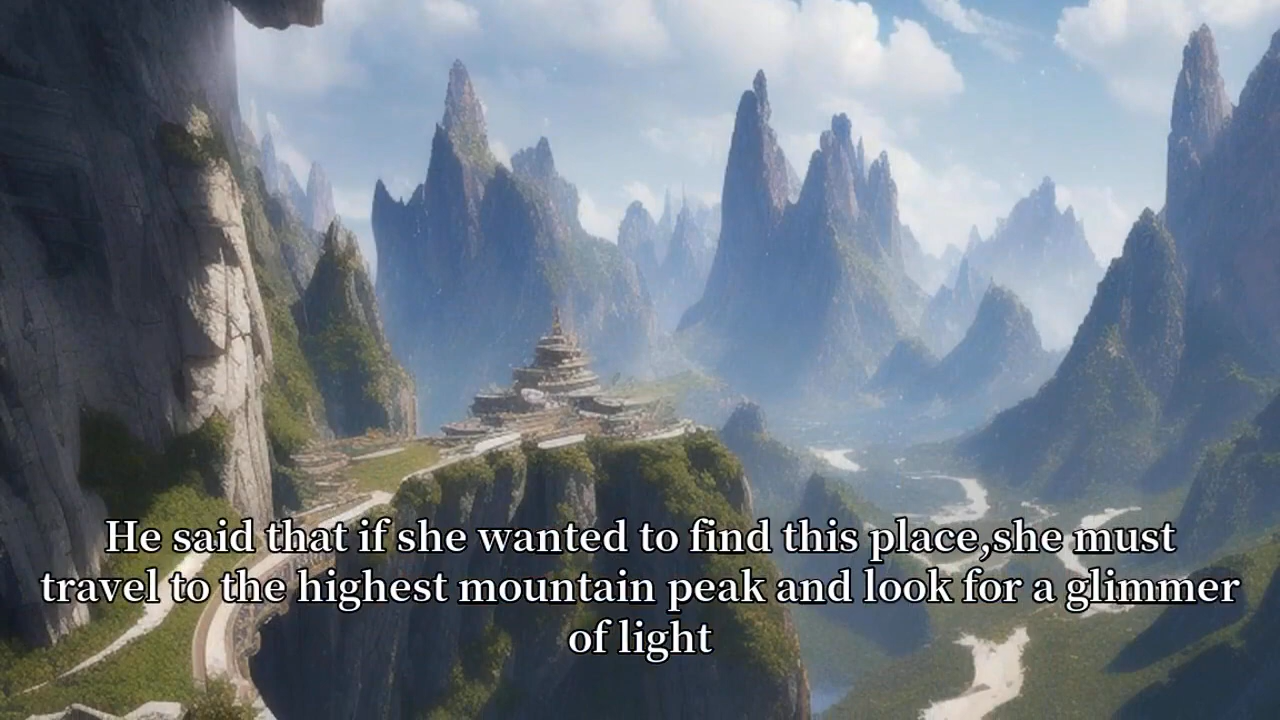 He said that if she wanted to find this place,she must
travel to the highest mountain peak and look for a glimmer
of light